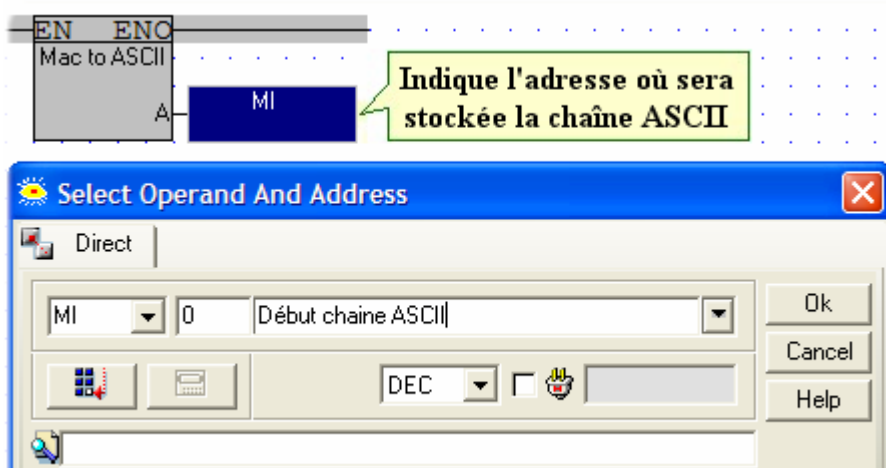 EN ENO
Mac to ASCII
A
MI
Indique l'adresse où sera
stockée la chaîne ASCII
Select Operand And Address
Direct
MI 0 Début chaine ASCII
Ok
Cancel
DEC
Help